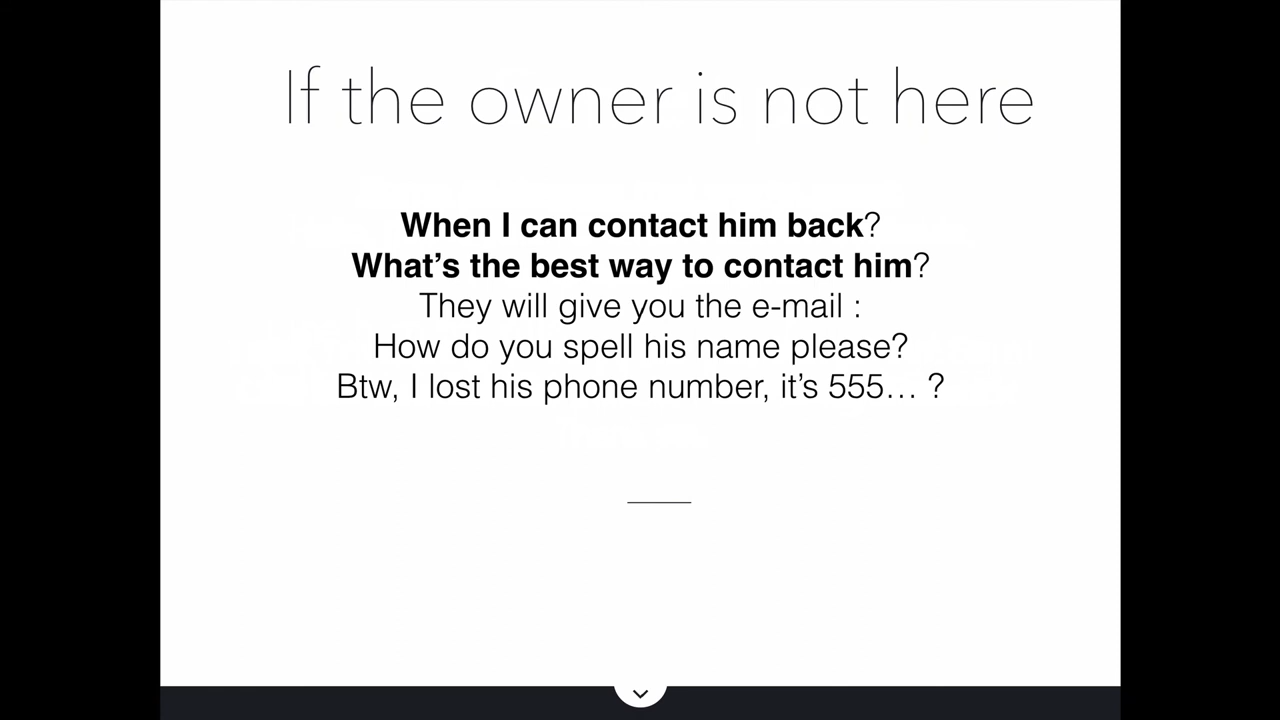 If the owner is not here
When I can contact him back?
What's the best way to contact him?
They will give you the e-mail :
How do you spell his name please?
Btw, I lost his phone number, it's 555... ?